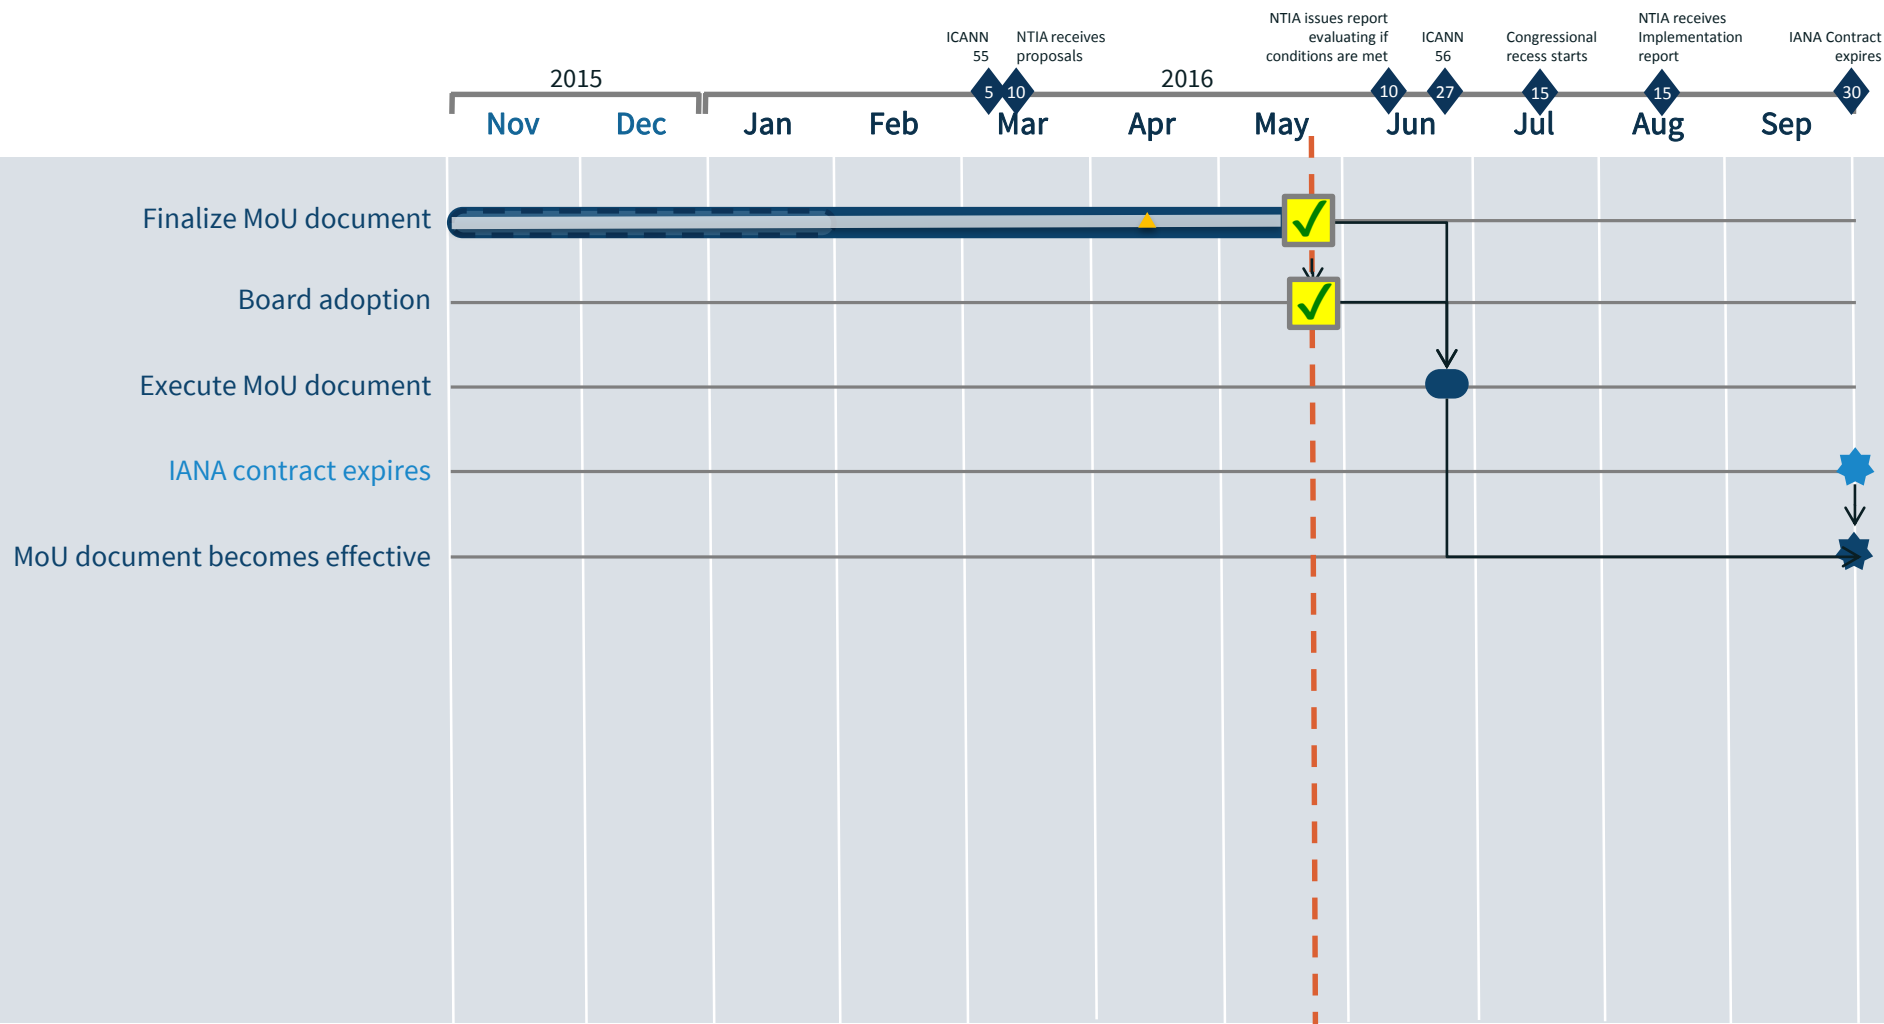 NTIA issues report
evaluating if
conditions are met
NTIA receives
Implementation
report
ICANN
55
NTIA receives
proposals
ICANN
56
Congressional
recess starts
IANA Contract
expires
2015
2016
5
10
10
27
15
15
30
Nov
Dec
Jan
Feb
Mar
Apr
May
Jun
Jul
Aug
Sep
Finalize MoU document
Board adoption
Execute MoU document
IANA contract expires
MoU document becomes effective